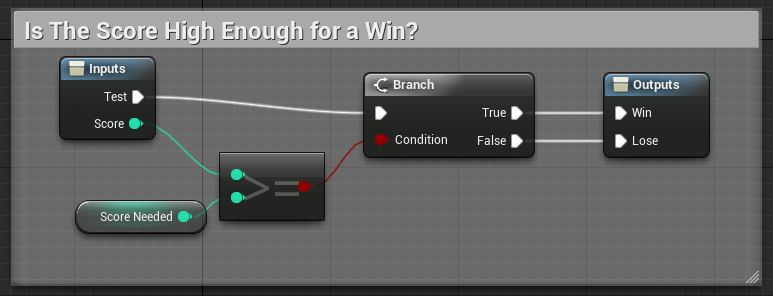 Is The Score High Enough for a Win?
Inputs
Test
Score
Score Needed
>=
Branch
Condition
True
False
Outputs
Win
Lose